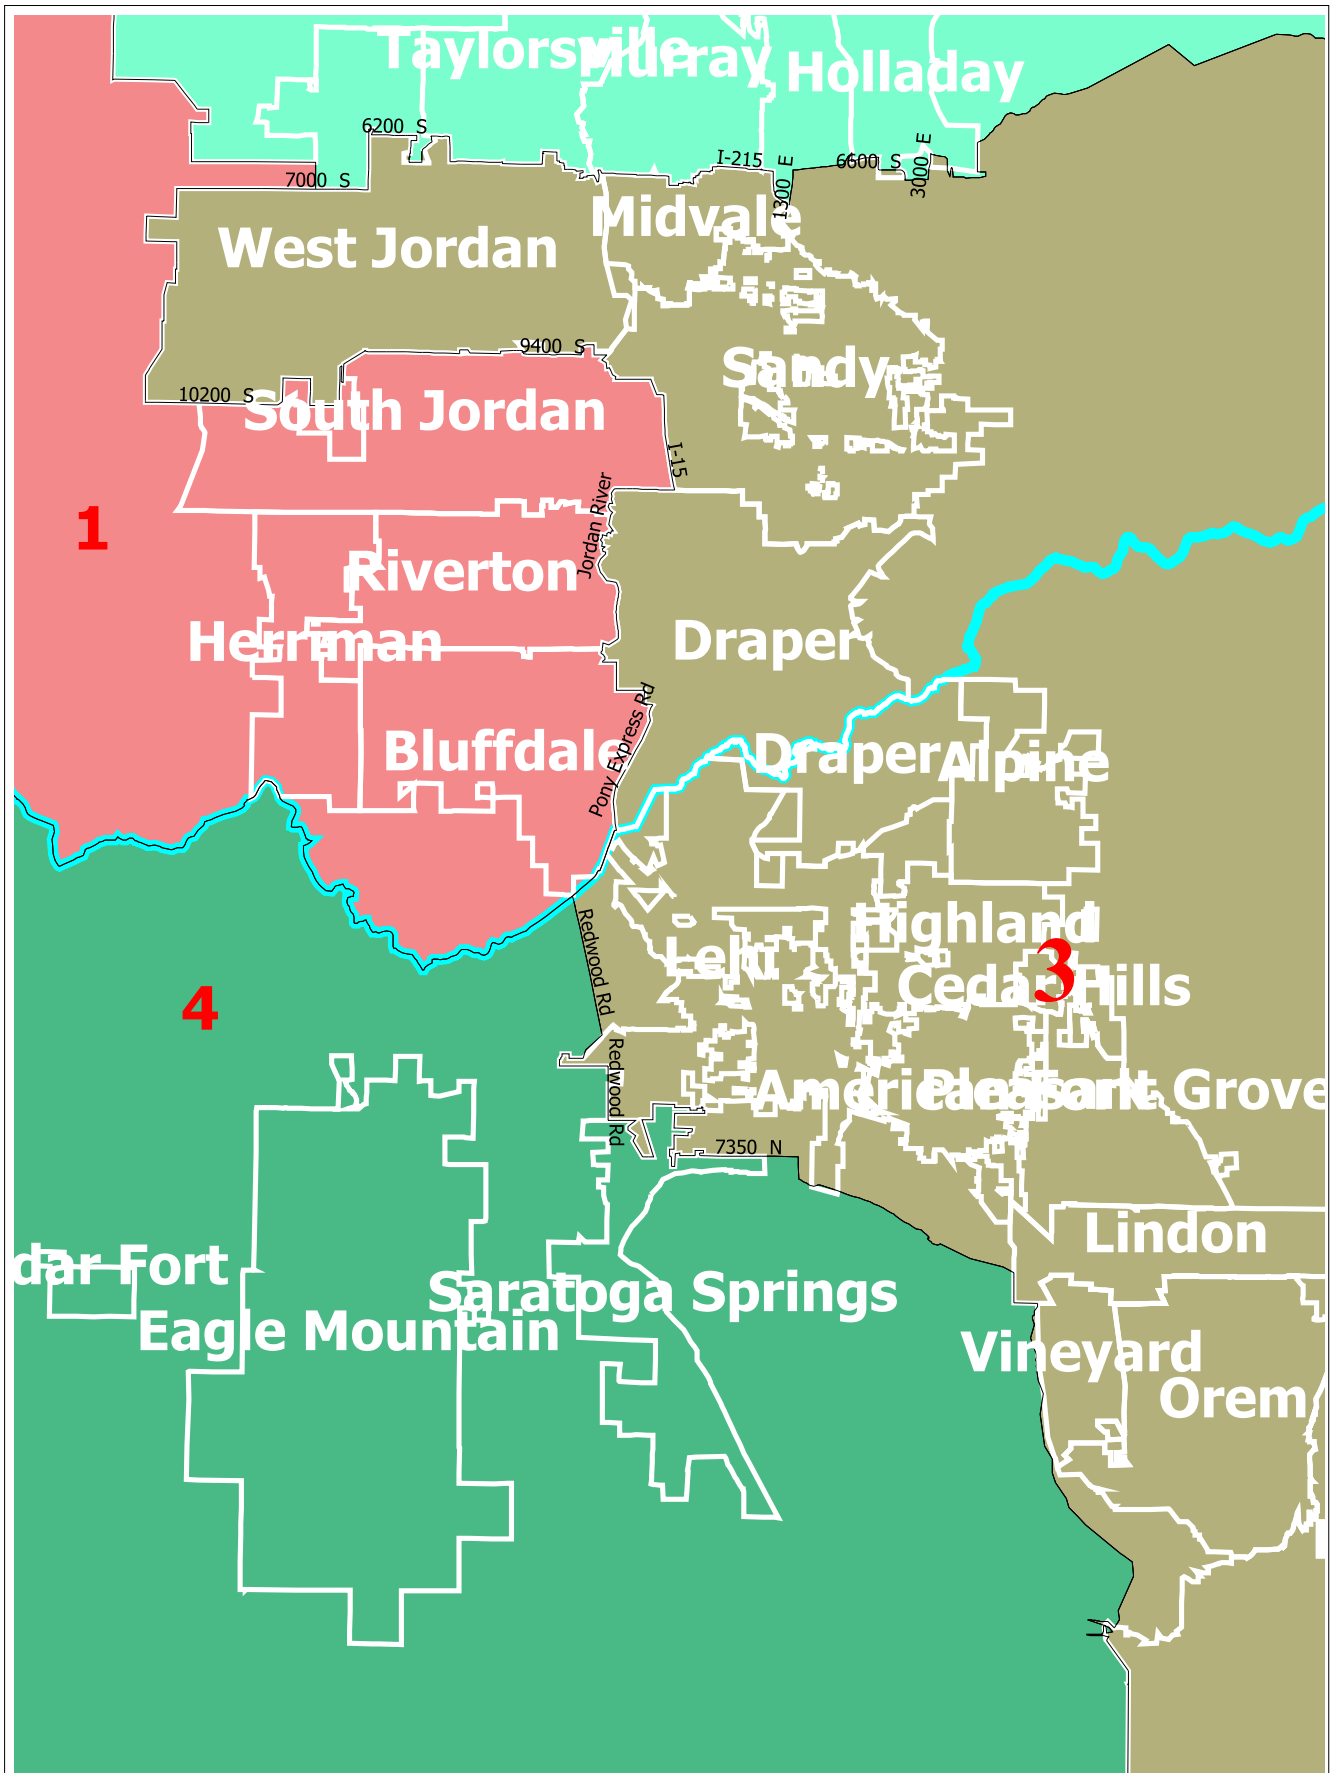 Taylorsville
Murray
Holladay
6200 S
I-215
6600 S
3000 E
1300 E
7000 S
Midvale
West Jordan
9400 S
Sandy
10200 S
South Jordan
I-15
Jordan River
1
Riverton
Herriman
Draper
Pony Express Rd
Bluffdale
Draper
Alpine
Highland
Redwood Rd
Lehi
3
Cedar Hills
4
Redwood Rd
American Fork
Pleasant Grove
7350 N
Lindon
dar Fort
Saratoga Springs
Eagle Mountain
Vineyard
Orem